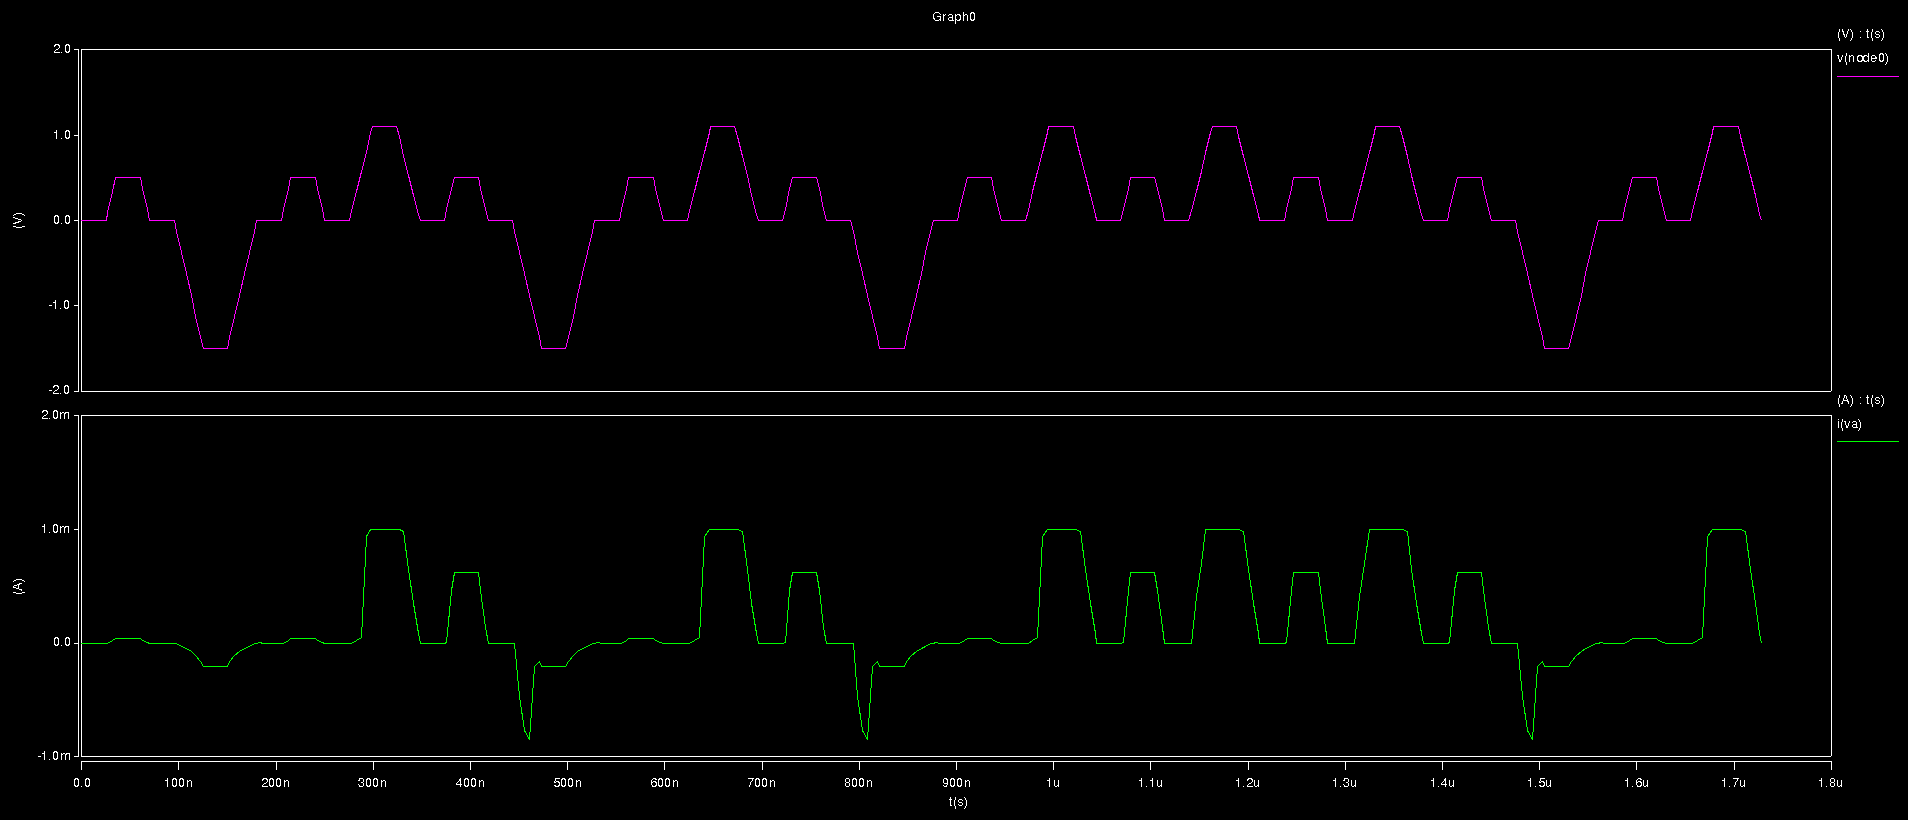 Graph0
(V) : t(s)
v(node0)
2.0
1.0
0.0
-1.0
-2.0
(V)
(A) : t(s)
i(va)
2.0m
1.0m
0.0
-1.0m
(A)
0.0 100n 200n 300n 400n 500n 600n 700n 800n 900n 1u 1.1u 1.2u 1.3u 1.4u 1.5u 1.6u 1.7u 1.8u
t(s)